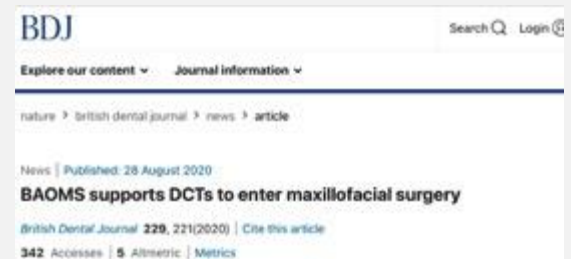 BDJ
Search Login
Explore our content Journal information
nature > british dental journal > news > article
News | Published: 28 August 2020
BAOMS supports DCTs to enter maxillofacial surgery
British Dental Journal 229, 221(2020) | Cite this article
342 Accesses | 5 Altmetric | Metrics